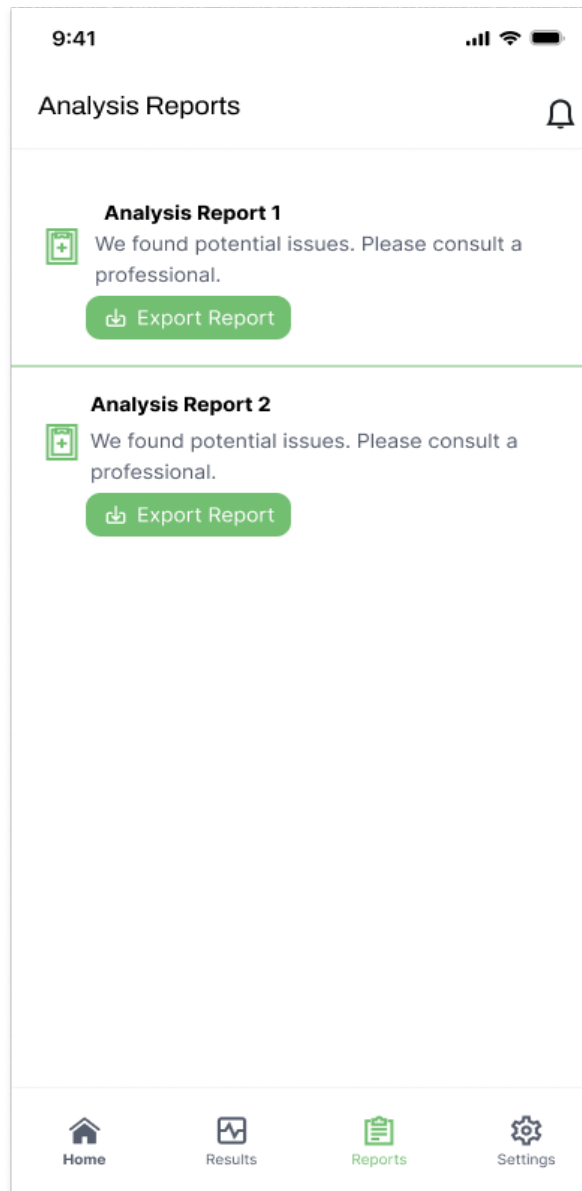 9:41
Analysis Reports
Analysis Report 1
We found potential issues. Please consult a
professional.
Export Report
Analysis Report 2
We found potential issues. Please consult a
professional.
Export Report
Home Results Reports Settings